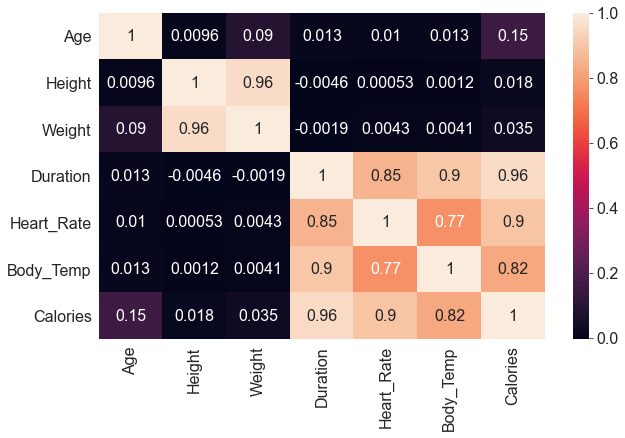 Age 1 0.0096 0.09 0.013 0.01 0.013 0.15
Height 0.0096 1 0.96 -0.0046 0.00053 0.0012 0.018
Weight 0.09 0.96 1 -0.0019 0.0043 0.0041 0.035
Duration 0.013 -0.0046 -0.0019 1 0.85 0.9 0.96
Heart_Rate 0.01 0.00053 0.0043 0.85 1 0.77 0.9
Body_Temp 0.013 0.0012 0.0041 0.9 0.77 1 0.82
Calories 0.15 0.018 0.035 0.96 0.9 0.82 1
Age Height Weight Duration Heart_Rate Body_Temp Calories
1.0
0.8
0.6
0.4
0.2
0.0